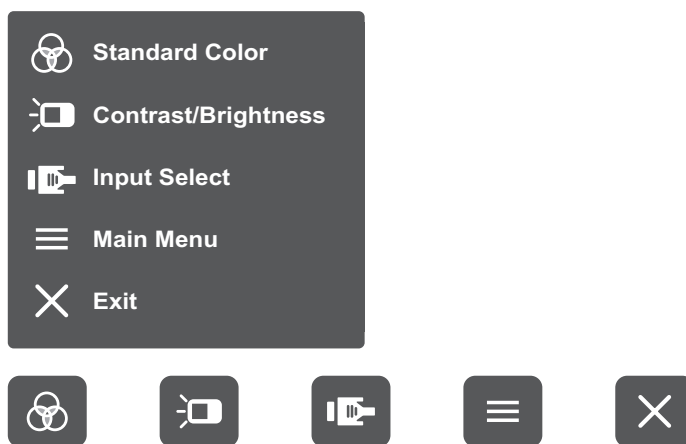 Standard Color
Contrast/Brightness
Input Select
Main Menu
Exit